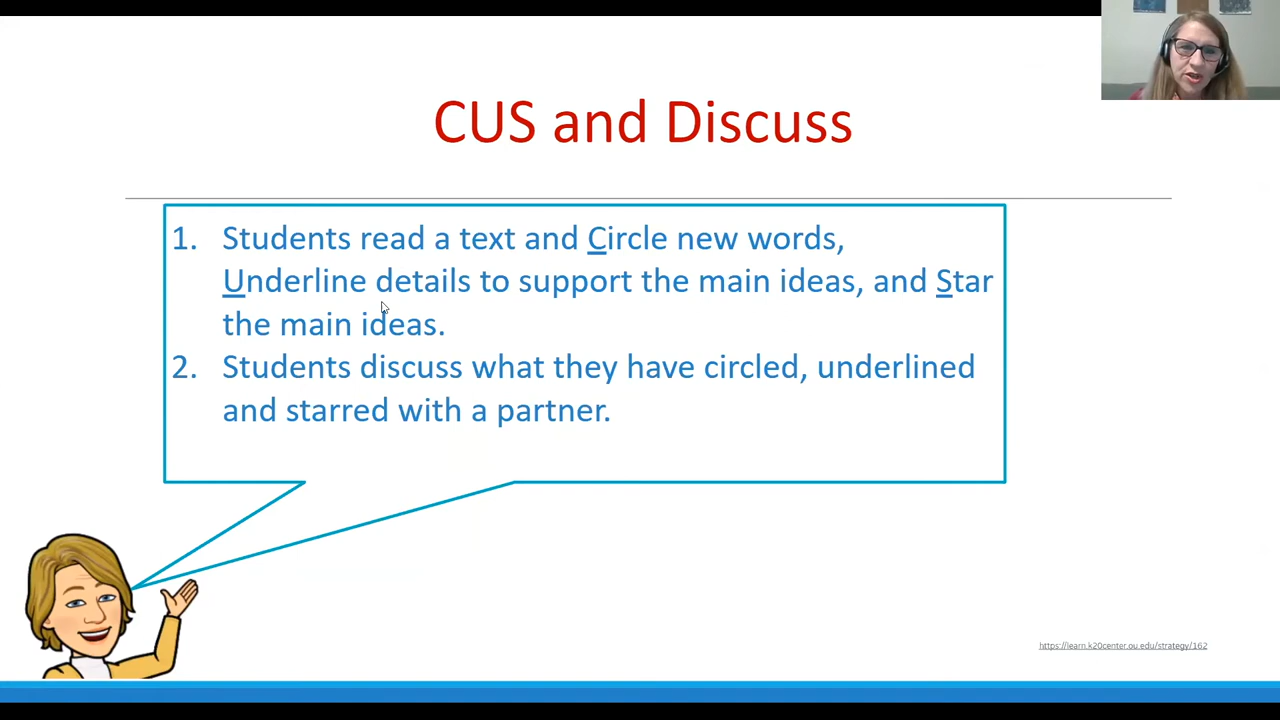 CUS and Discuss
1. Students read a text and Circle new words,
Underline details to support the main ideas, and Star
the main ideas.
2. Students discuss what they have circled, underlined
and starred with a partner.
https://learn.k20center.ou.edu/strategy/162